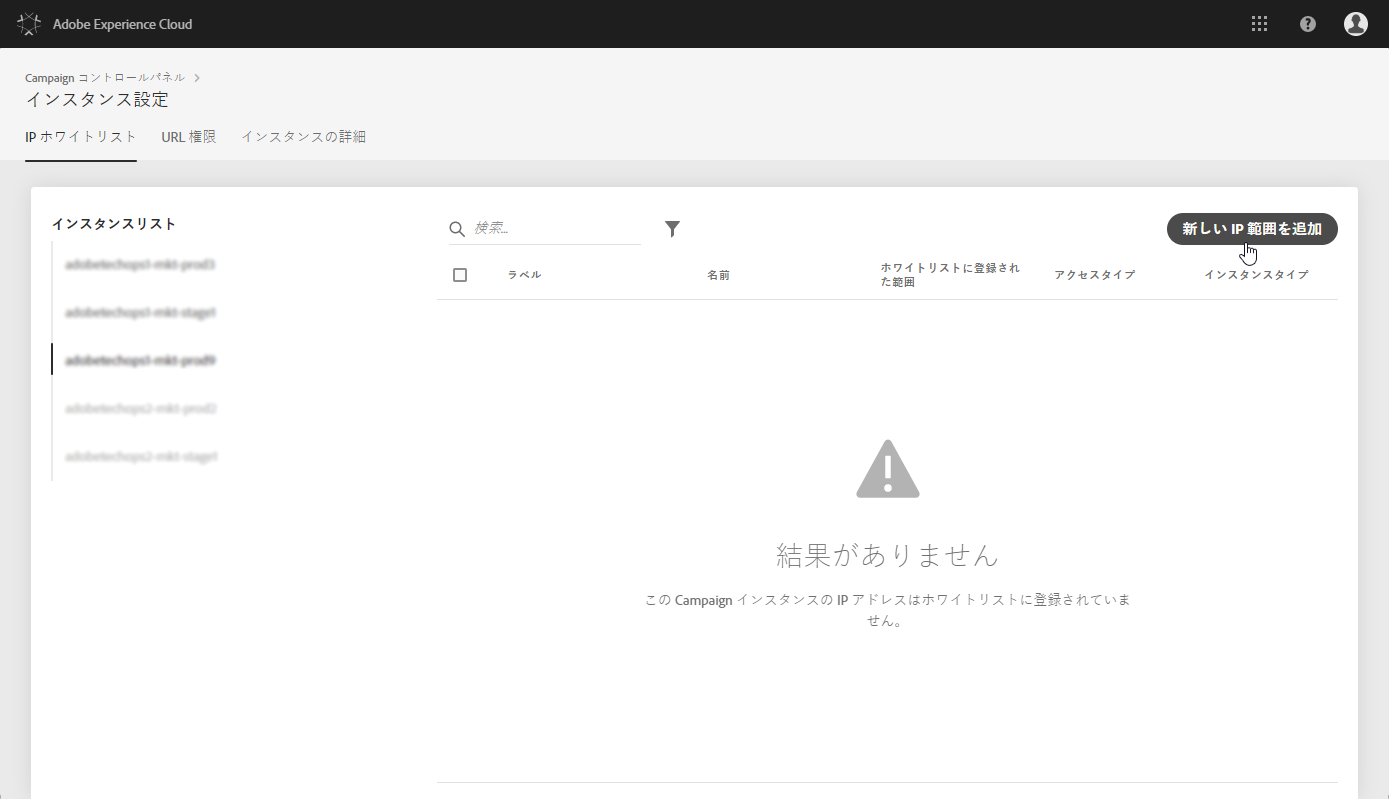 Adobe Experience Cloud
Campaign コントロールパネル
インスタンス設定
IP ホワイトリスト URL 権限 インスタンスの詳細
インスタンスリスト
adobetechops1-mkt-prod3
adobetechops1-mkt-stage1
adobetechops1-mkt-prod9
adobetechops2-mkt-prod2
adobetechops2-mkt-stage1
検索...
新しい IP 範囲を追加
ラベル 名前 ホワイトリストに登録され アクセスタイプ インスタンスタイプ
た範囲
結果がありません
この Campaign インスタンスの IP アドレスはホワイトリストに登録されていま
せん。